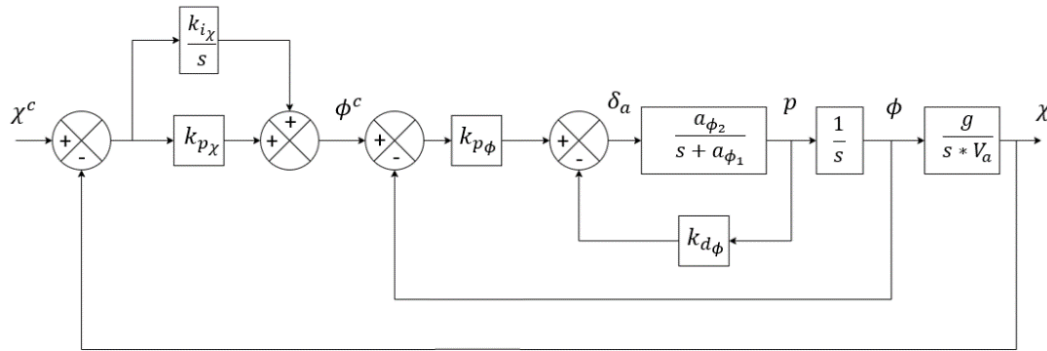 k_{i_χ}
s
χ^c
+
-
k_{p_χ}
+
+
ϕ^c
+
-
k_{p_ϕ}
+
-
δ_a
a_{ϕ_2}
s + a_{ϕ_1}
p
1
s
ϕ
g
s * V_a
χ
k_{d_ϕ}